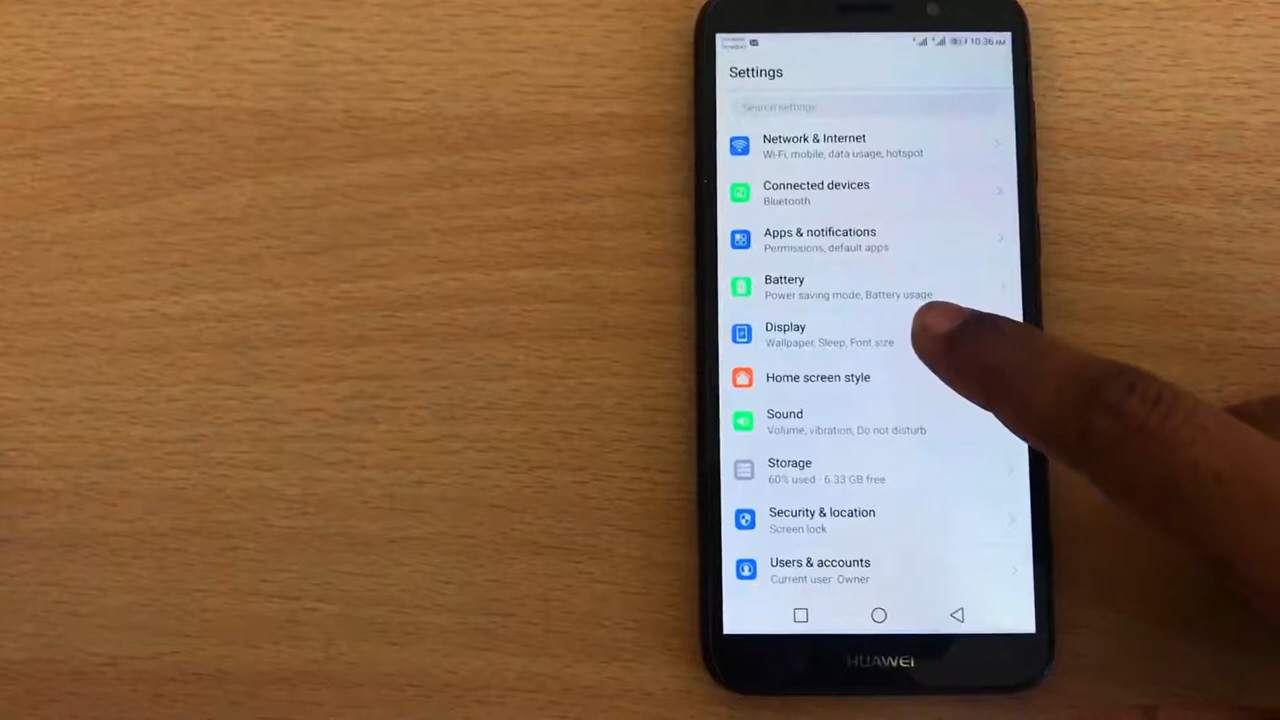 10:36 AM
Settings
Search settings
Network & Internet
Wi-Fi, mobile, data usage, hotspot
Connected devices
Bluetooth
Apps & notifications
Permissions, default apps
Battery
Power saving mode, Battery usage
Display
Wallpaper, Sleep, Font size
Home screen style
Sound
Volume, vibration, Do not disturb
Storage
60% used · 6.33 GB free
Security & location
Screen lock
Users & accounts
Current user: Owner
HUAWEI